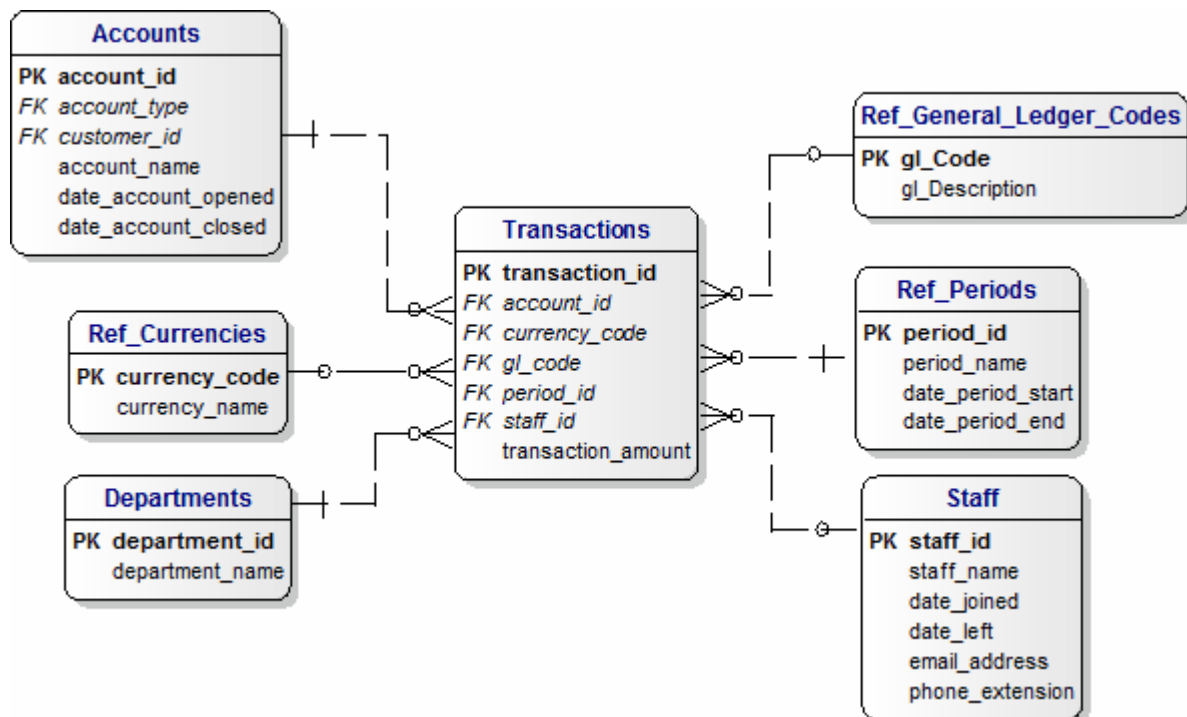 Accounts
PK account_id
FK account_type
FK customer_id
account_name
date_account_opened
date_account_closed
Ref_Currencies
PK currency_code
currency_name
Departments
PK department_id
department_name
Transactions
PK transaction_id
FK account_id
FK currency_code
FK gl_code
FK period_id
FK staff_id
transaction_amount
Ref_General_Ledger_Codes
PK gl_Code
gl_Description
Ref_Periods
PK period_id
period_name
date_period_start
date_period_end
Staff
PK staff_id
staff_name
date_joined
date_left
email_address
phone_extension